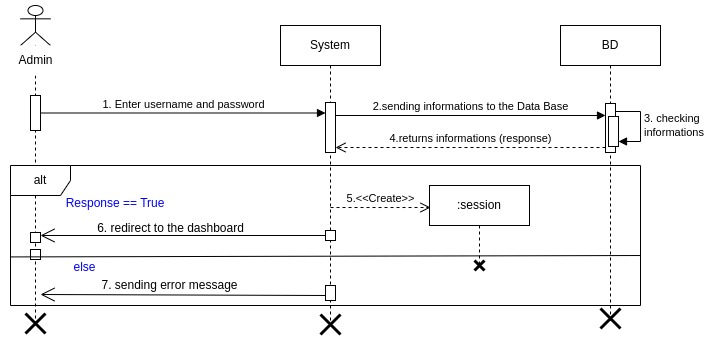 Admin
System
BD
1. Enter username and password
2.sending informations to the Data Base
3. checking
informations
4.returns informations (response)
alt
Response == True
5.<<Create>>
:session
6. redirect to the dashboard
else
7. sending error message